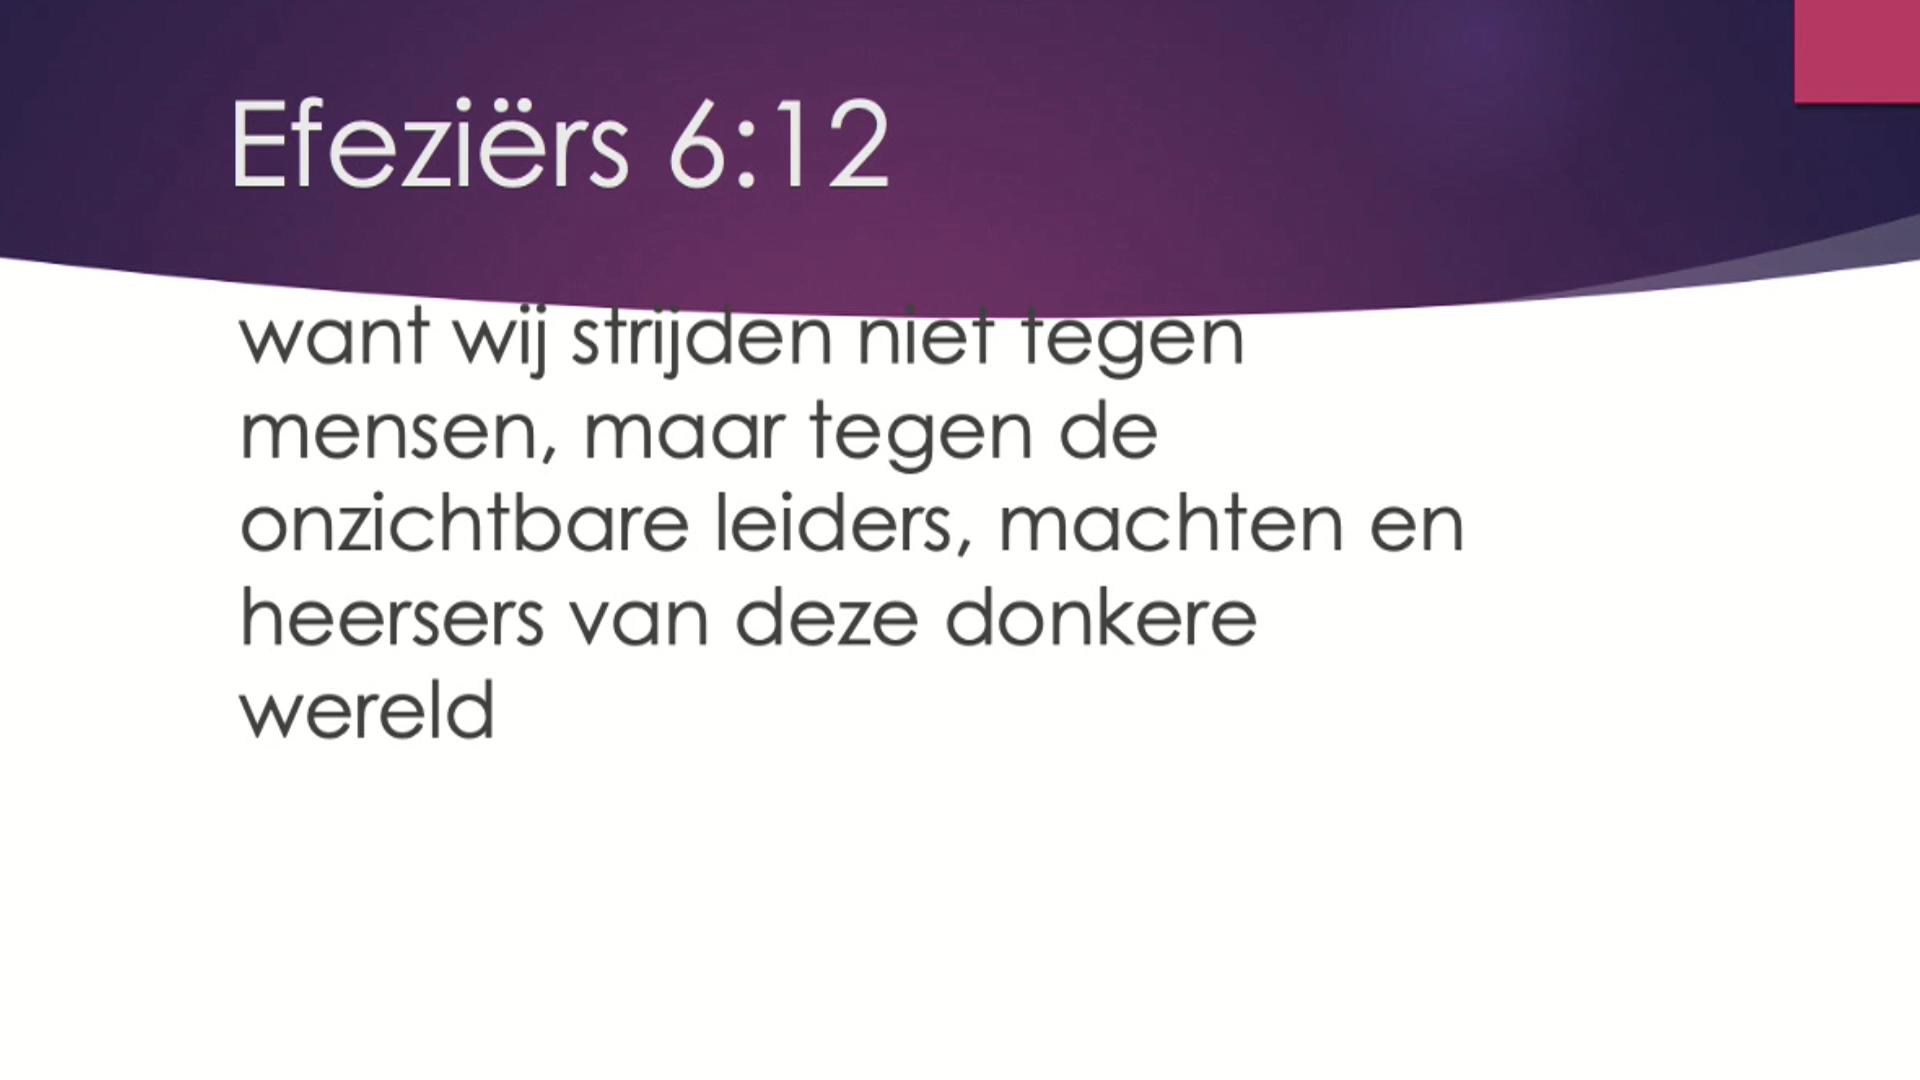 Efeziërs 6:12
want wij strijden niet tegen
mensen, maar tegen de
onzichtbare leiders, machten en
heersers van deze donkere
wereld